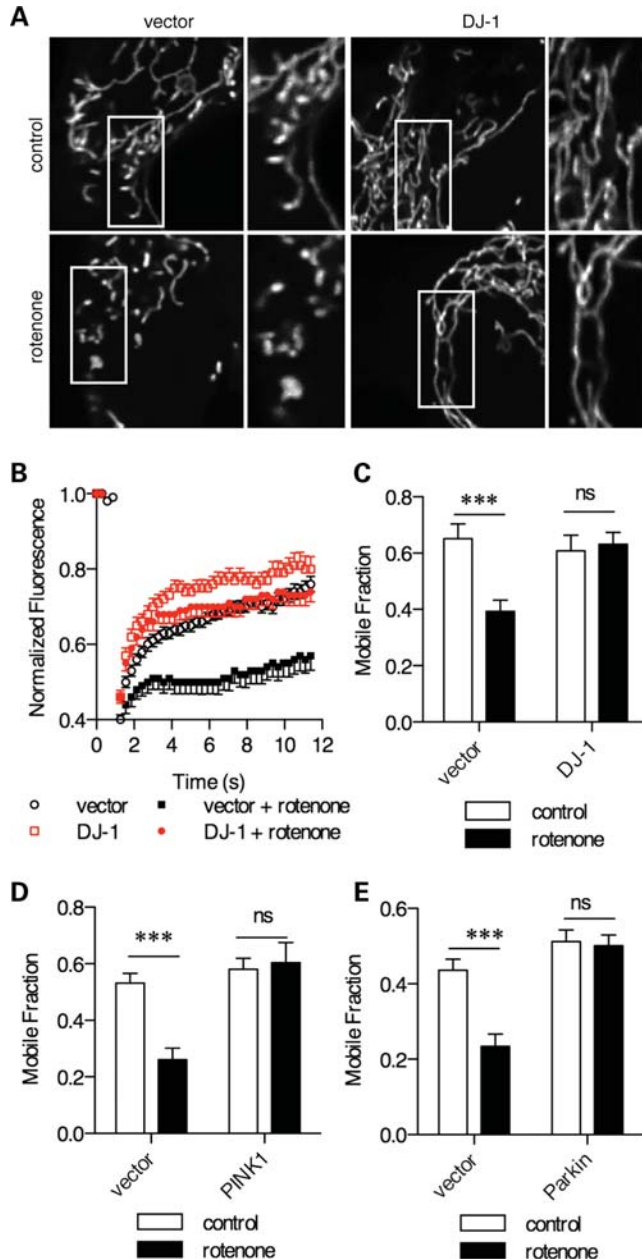 A
vector
DJ-1
control
rotenone
B
Normalized Fluorescence
1.0
0.8
0.6
0.4
0 2 4 6 8 10 12 14
Time (s)
vector
vector + rotenone
DJ-1
DJ-1 + rotenone
C
Mobile Fraction
0.8
0.6
0.4
0.2
0.0
***
ns
vector
DJ-1
control
rotenone
D
Mobile Fraction
0.8
0.6
0.4
0.2
0.0
***
ns
vector
PINK1
control
rotenone
E
Mobile Fraction
0.6
0.4
0.2
0.0
***
ns
vector
Parkin
control
rotenone